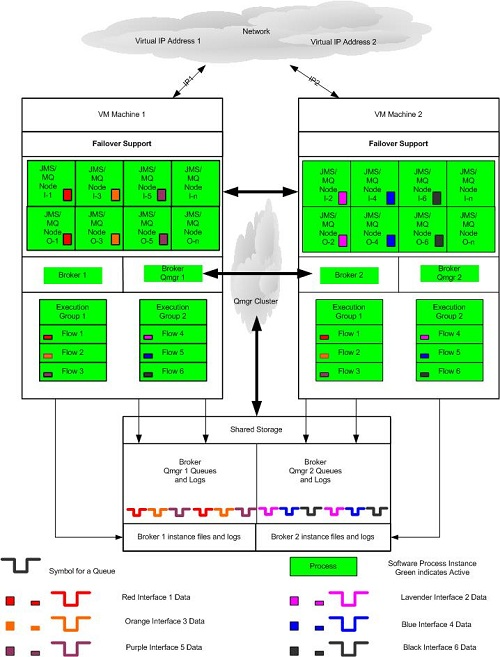 Network
Virtual IP Address 1
Virtual IP Address 2
IP1
IP2
VM Machine 1
VM Machine 2
Failover Support
Failover Support
JMS/
MQ
Node
I-1
JMS/
MQ
Node
I-3
JMS/
MQ
Node
I-5
JMS/
MQ
Node
I-n
JMS/
MQ
Node
O-1
JMS/
MQ
Node
O-3
JMS/
MQ
Node
O-5
JMS/
MQ
Node
O-n
JMS/
MQ
Node
I-2
JMS/
MQ
Node
I-4
JMS/
MQ
Node
I-6
JMS/
MQ
Node
I-n
JMS/
MQ
Node
O-2
JMS/
MQ
Node
O-4
JMS/
MQ
Node
O-6
JMS/
MQ
Node
O-n
Broker 1
Broker
Qmgr 1
Qmgr Cluster
Broker 2
Broker
Qmgr 2
Execution
Group 1
Flow 1
Flow 2
Flow 3
Execution
Group 2
Flow 4
Flow 5
Flow 6
Execution
Group 1
Flow 1
Flow 2
Flow 3
Execution
Group 2
Flow 4
Flow 5
Flow 6
Shared Storage
Broker
Qmgr 1 Queues
and Logs
Broker
Qmgr 2 Queues
and Logs
Broker 1 instance files and logs
Broker 2 instance files and logs
Symbol for a Queue
Process
Software Process Instance
Green indicates Active
Red Interface 1 Data
Lavender Interface 2 Data
Orange Interface 3 Data
Blue Interface 4 Data
Purple Interface 5 Data
Black Interface 6 Data